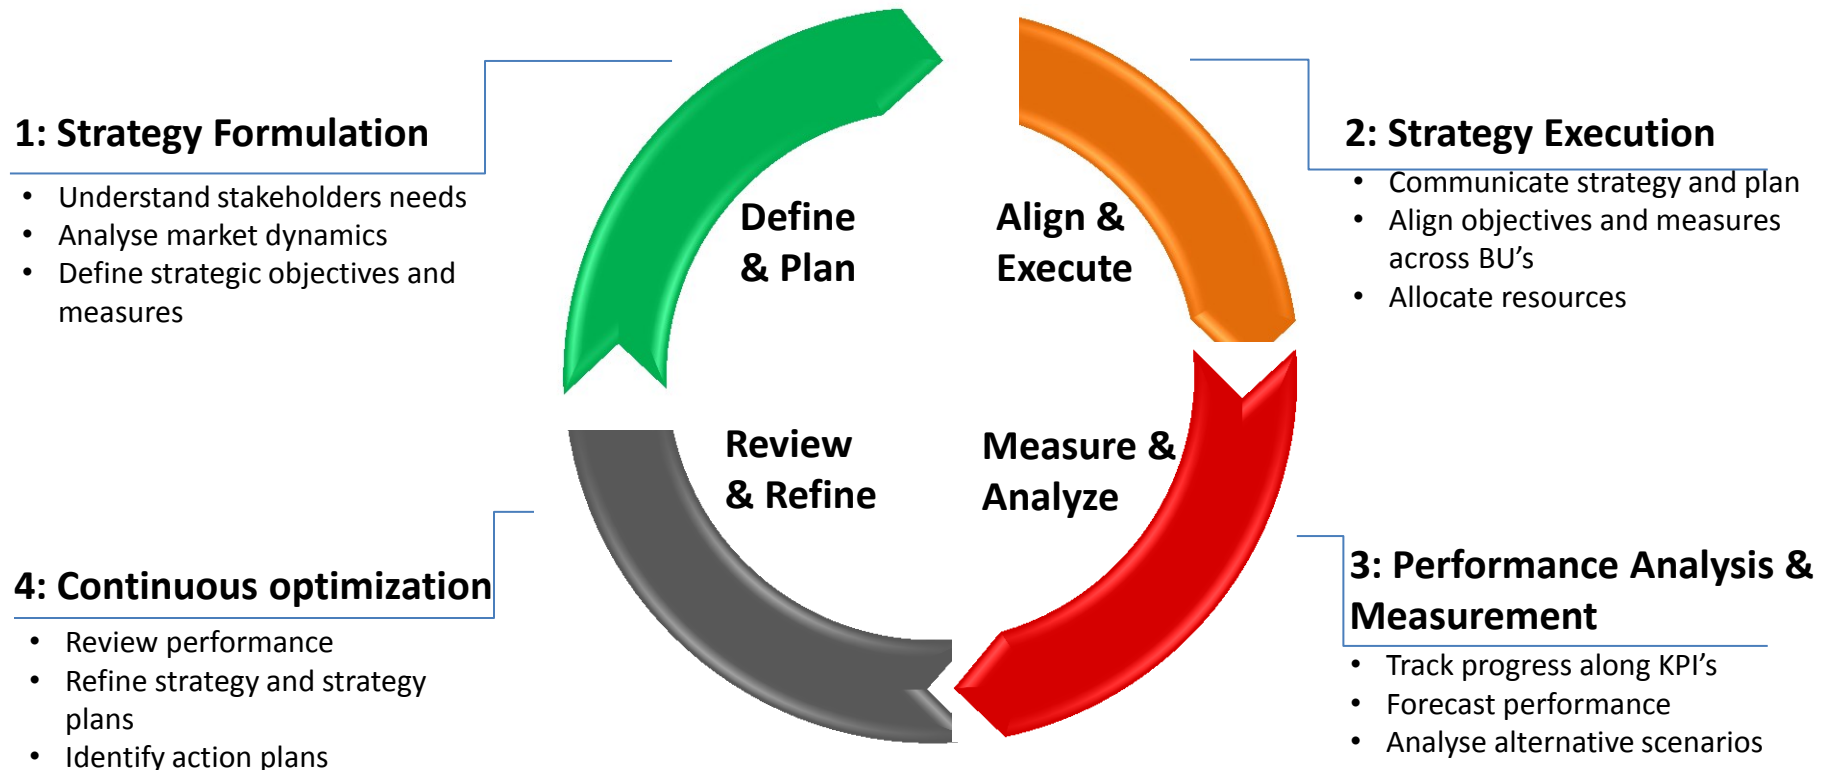 1: Strategy Formulation
• Understand stakeholders needs
• Analyse market dynamics
• Define strategic objectives and
measures
Define
& Plan
Align &
Execute
2: Strategy Execution
• Communicate strategy and plan
• Align objectives and measures
across BU’s
• Allocate resources
Review
& Refine
Measure &
Analyze
4: Continuous optimization
• Review performance
• Refine strategy and strategy
plans
• Identify action plans
3: Performance Analysis &
Measurement
• Track progress along KPI’s
• Forecast performance
• Analyse alternative scenarios